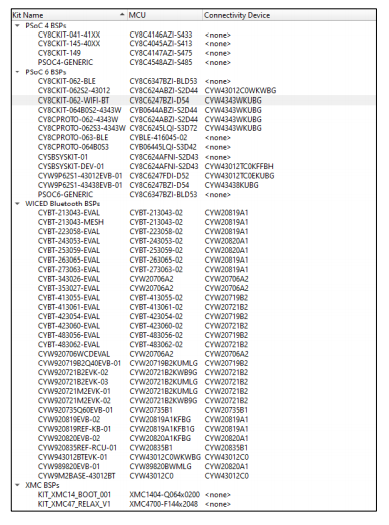 Kit Name MCU Connectivity Device
PSoC 4 BSPs
CY8CKIT-041-41XX CY8C4146AZI-S433 <none>
CY8CKIT-145-40XX CY8C4045AZI-S413 <none>
CY8CKIT-149 CY8C4147AZI-S475 <none>
PSOC4-GENERIC CY8C4548AZI-S485 <none>
PSoC 6 BSPs
CY8CKIT-062-BLE CY8C6347BZI-BLD53 <none>
CY8CKIT-062S2-43012 CY8C624ABZI-S2D44 CYW43012C0WKWBG
CY8CKIT-062-WIFI-BT CY8C6247BZI-D54 CYW4343WKUBG
CY8CKIT-064B0S2-4343W CYB0644ABZI-S2D44 CYW4343WKUBG
CY8CPROTO-062-4343W CY8C624ABZI-S2D44 CYW4343WKUBG
CY8CPROTO-062S3-4343W CY8C6245LQI-S3D72 CYW4343WKUBG
CY8CPROTO-063-BLE CYBLE-416045-02 <none>
CY8CPROTO-064B0S3 CYB06445LQI-S3D42 <none>
CYSBSYSKIT-01 CY8C624AFNI-S2D43 <none>
CYSBSYSKIT-DEV-01 CY8C624AFNI-S2D43 CYW43012TC0KFFBH
CYW9P62S1-43012EVB-01 CY8C6247FDI-D52 CYW43012TC0EKUBG
CYW9P62S1-43438EVB-01 CY8C6247BZI-D54 CYW43438KUBG
PSOC6-GENERIC CY8C6347BZI-BLD53 <none>
WICED Bluetooth BSPs
CYBT-213043-EVAL CYBT-213043-02 CYW20819A1
CYBT-213043-MESH CYBT-213043-02 CYW20819A1
CYBT-223058-EVAL CYBT-223058-02 CYW20819A1
CYBT-243053-EVAL CYBT-243053-02 CYW20820A1
CYBT-253059-EVAL CYBT-253059-02 CYW20820A1
CYBT-263065-EVAL CYBT-263065-02 CYW20819A1
CYBT-273063-EVAL CYBT-273063-02 CYW20819A1
CYBT-343026-EVAL CYW20706A2 CYW20706A2
CYBT-353027-EVAL CYW20706A2 CYW20706A2
CYBT-413055-EVAL CYBT-413055-02 CYW20719B2
CYBT-413061-EVAL CYBT-413061-02 CYW20721B2
CYBT-423054-EVAL CYBT-423054-02 CYW20719B2
CYBT-423060-EVAL CYBT-423060-02 CYW20721B2
CYBT-483056-EVAL CYBT-483056-02 CYW20719B2
CYBT-483062-EVAL CYBT-483062-02 CYW20721B2
CYW920706WCDEVAL CYW20706A2 CYW20706A2
CYW920719B2Q40EVB-01 CYW20719B2KUMLG CYW20719B2
CYW920721B2EVK-02 CYW20721B2KWB9G CYW20721B2
CYW920721B2EVK-03 CYW20721B2KUMLG CYW20721B2
CYW920721M2EVK-01 CYW20721B2KUMLG CYW20721B2
CYW920721M2EVK-02 CYW20721B2KWB9G CYW20721B2
CYW920735Q60EVB-01 CYW20735B1 CYW20735B1
CYW920819EVB-02 CYW20819A1KFBG CYW20819A1
CYW920819REF-KB-01 CYW20819A1KFB1G CYW20819A1
CYW920820EVB-02 CYW20820A1KFBG CYW20820A1
CYW920835REF-RCU-01 CYW20835B1 CYW20835B1
CYW943012BTEVK-01 CYW43012C0WKWBG CYW43012C0
CYW989820EVB-01 CYW89820BWMLG CYW20820A1
CYW9M2BASE-43012BT CYW43012C0 CYW43012C0
XMC BSPs
KIT_XMC14_BOOT_001 XMC1404-Q064x0200 <none>
KIT_XMC47_RELAX_V1 XMC4700-F144x2048 <none>